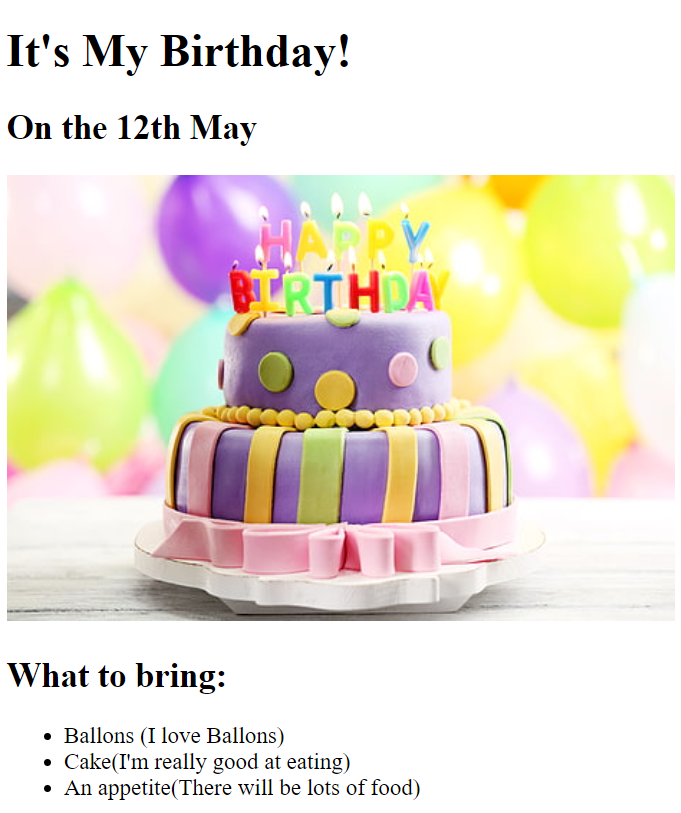 It's My Birthday!
On the 12th May
HAPPY
BIRTHDAY
What to bring:
Ballons (I love Ballons)
Cake(I'm really good at eating)
An appetite(There will be lots of food)